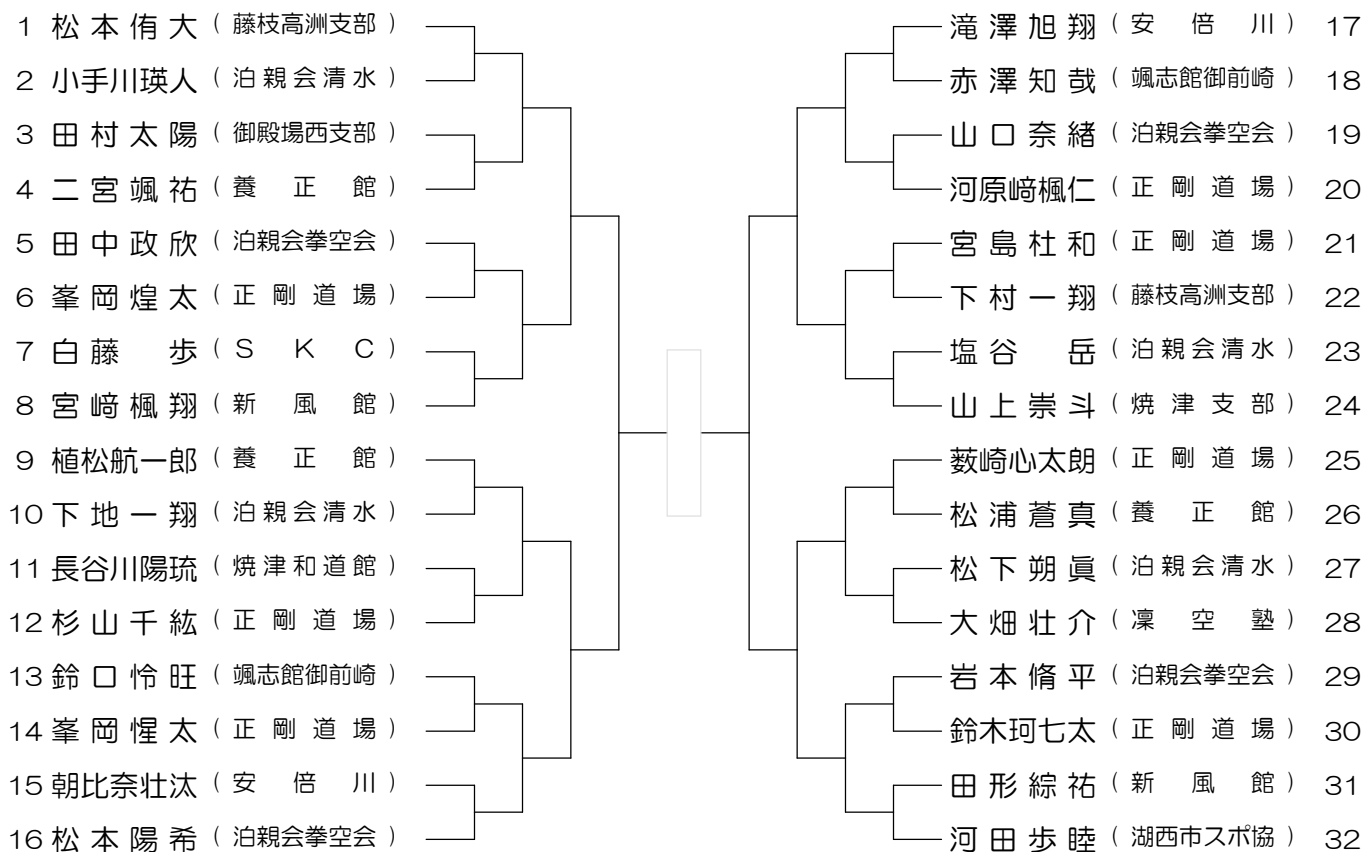 1 松本侑大（藤枝高洲支部）
2 小手川瑛人（泊親会清水）
3 田村太陽（御殿場西支部）
4 二宮颯祐（養正館）
5 田中政欣（泊親会拳空会）
6 峯岡煌太（正剛道場）
7 白藤歩（SKC）
8 宮﨑楓翔（新風館）
9 植松航一郎（養正館）
10 下地一翔（泊親会清水）
11 長谷川陽琉（焼津和道館）
12 杉山千紘（正剛道場）
13 鈴口怜旺（颯志館御前崎）
14 峯岡惺太（正剛道場）
15 朝比奈壮汰（安倍川）
16 松本陽希（泊親会拳空会）
滝澤旭翔（安倍川）17
赤澤知哉（颯志館御前崎）18
山口奈緒（泊親会拳空会）19
河原﨑楓仁（正剛道場）20
宮島杜和（正剛道場）21
下村一翔（藤枝高洲支部）22
塩谷岳（泊親会清水）23
山上崇斗（焼津支部）24
薮崎心太朗（正剛道場）25
松浦蒼真（養正館）26
松下朔眞（泊親会清水）27
大畑壮介（凜空塾）28
岩本脩平（泊親会拳空会）29
鈴木珂七太（正剛道場）30
田形綜祐（新風館）31
河田歩睦（湖西市スポ協）32